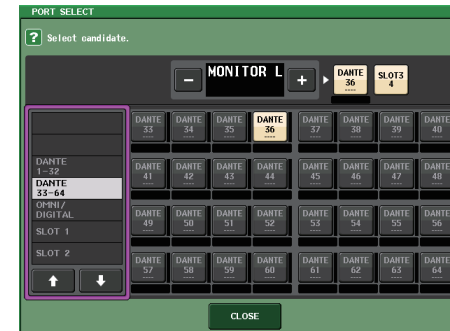 PORT SELECT
? Select candidate.
− MONITOR L +
DANTE 36 ----
SLOT3 4
DANTE 1-32
DANTE 33-64
OMNI/ DIGITAL
SLOT 1
SLOT 2
DANTE 33 ---- DANTE 34 ---- DANTE 35 ---- DANTE 36 ---- DANTE 37 ---- DANTE 38 ---- DANTE 39 ---- DANTE 40 ----
DANTE 41 ---- DANTE 42 ---- DANTE 43 ---- DANTE 44 ---- DANTE 45 ---- DANTE 46 ---- DANTE 47 ---- DANTE 48 ----
DANTE 49 ---- DANTE 50 ---- DANTE 51 ---- DANTE 52 ---- DANTE 53 ---- DANTE 54 ---- DANTE 55 ---- DANTE 56 ----
DANTE 57 ---- DANTE 58 ---- DANTE 59 ---- DANTE 60 ---- DANTE 61 ---- DANTE 62 ---- DANTE 63 ---- DANTE 64 ----
CLOSE